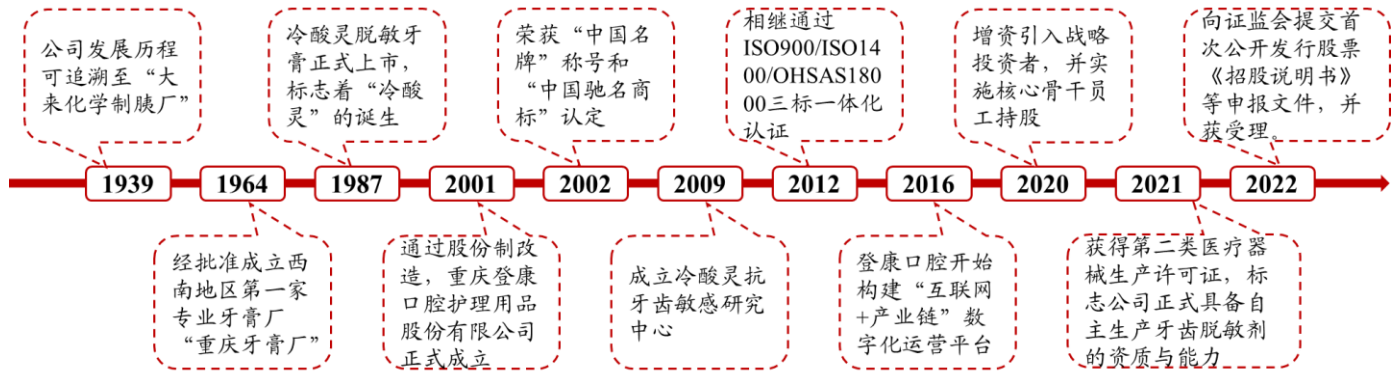 公司发展历程
可追溯至“大
来化学制胰厂”
冷酸灵脱敏牙
膏正式上市，
标志着“冷酸
灵”的诞生
荣获“中国名
牌”称号和
“中国驰名商
标”认定
相继通过
ISO900/ISO14
00/OHSAS180
00三标一体化
认证
增资引入战略
投资者，并实
施核心骨干员
工持股
向证监会提交首
次公开发行股票
《招股说明书》
等申报文件，并
获受理。
1939 1964 1987 2001 2002 2009 2012 2016 2020 2021 2022
经批准成立西
南地区第一家
专业牙膏厂
“重庆牙膏厂”
通过股份制改
造，重庆登康
口腔护理用品
股份有限公司
正式成立
成立冷酸灵抗
牙齿敏感研究
中心
登康口腔开始
构建“互联网
+产业链”数
字化运营平台
获得第二类医疗器
械生产许可证，标
志公司正式具备自
主生产牙齿脱敏剂
的资质与能力